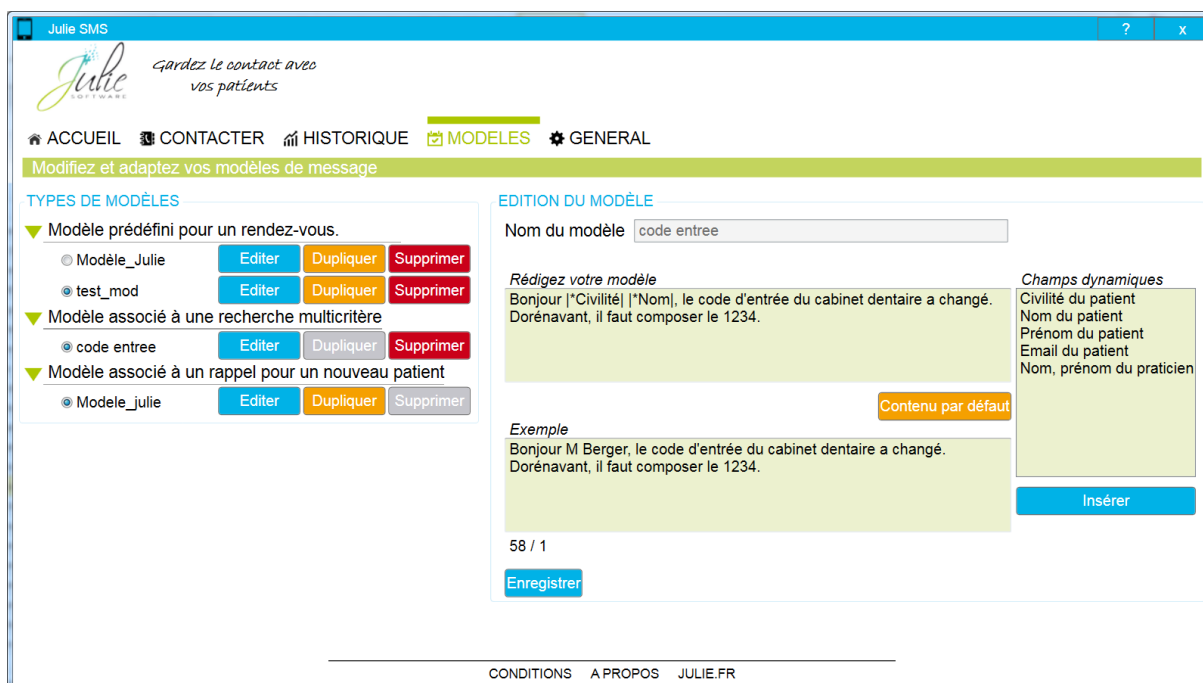 Julie SMS
? x
Julie
SOFTWARE
Gardez le contact avec
vos patients
ACCUEIL CONTACTER HISTORIQUE MODELES GENERAL
Modifiez et adaptez vos modèles de message
TYPES DE MODÈLES
Modèle prédéfini pour un rendez-vous.
Modèle_Julie Editer Dupliquer Supprimer
test_mod Editer Dupliquer Supprimer
Modèle associé à une recherche multicritère
code entree Editer Dupliquer Supprimer
Modèle associé à un rappel pour un nouveau patient
Modele_julie Editer Dupliquer Supprimer
EDITION DU MODÈLE
Nom du modèle code entree
Rédigez votre modèle
Bonjour |*Civilité| |*Nom|, le code d'entrée du cabinet dentaire a changé.
Dorénavant, il faut composer le 1234.
Contenu par défaut
Exemple
Bonjour M Berger, le code d'entrée du cabinet dentaire a changé.
Dorénavant, il faut composer le 1234.
58 / 1
Enregistrer
Champs dynamiques
Civilité du patient
Nom du patient
Prénom du patient
Email du patient
Nom, prénom du praticien
Insérer
CONDITIONS A PROPOS JULIE.FR